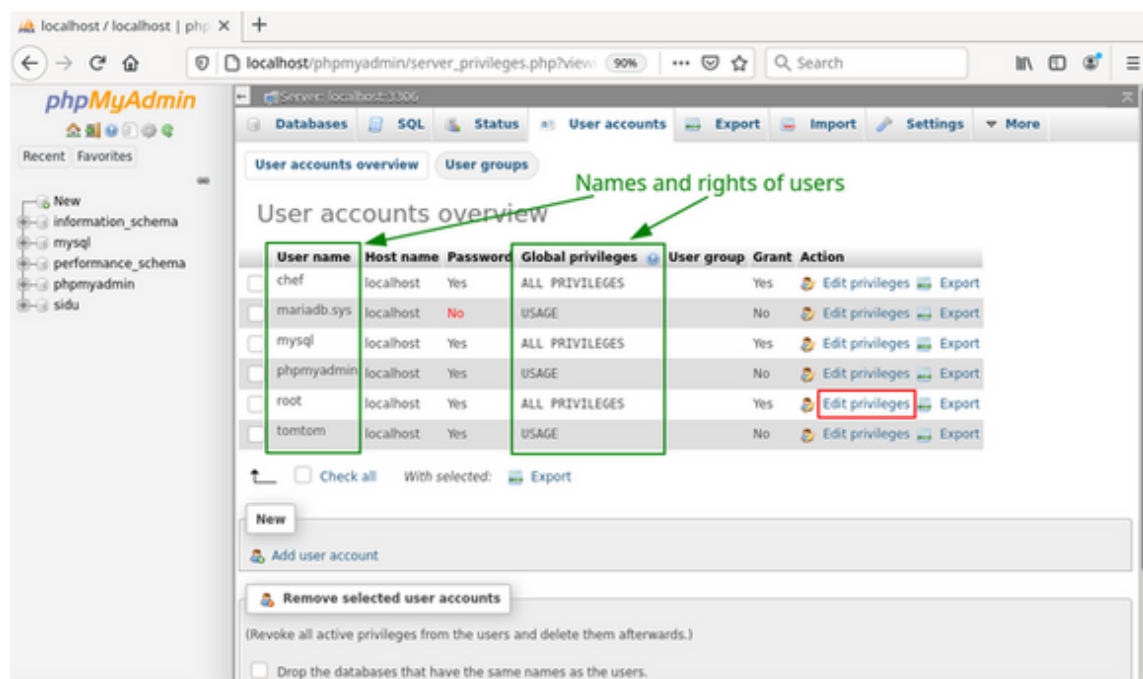 localhost / localhost | php
localhost/phpmyadmin/server_privileges.php?view 90% Search
phpMyAdmin
Recent Favorites
New
information_schema
mysql
performance_schema
phpmyadmin
sidu
Server: localhost:3306
Databases SQL Status User accounts Export Import Settings More
User accounts overview User groups
Names and rights of users
User accounts overview
User name Host name Password Global privileges User group Grant Action
chef localhost Yes ALL PRIVILEGES Yes Edit privileges Export
mariadb.sys localhost No USAGE No Edit privileges Export
mysql localhost Yes ALL PRIVILEGES Yes Edit privileges Export
phpmyadmin localhost Yes USAGE No Edit privileges Export
root localhost Yes ALL PRIVILEGES Yes Edit privileges Export
tomtom localhost Yes USAGE No Edit privileges Export
Check all With selected: Export
New
Add user account
Remove selected user accounts
(Revoke all active privileges from the users and delete them afterwards.)
Drop the databases that have the same names as the users.